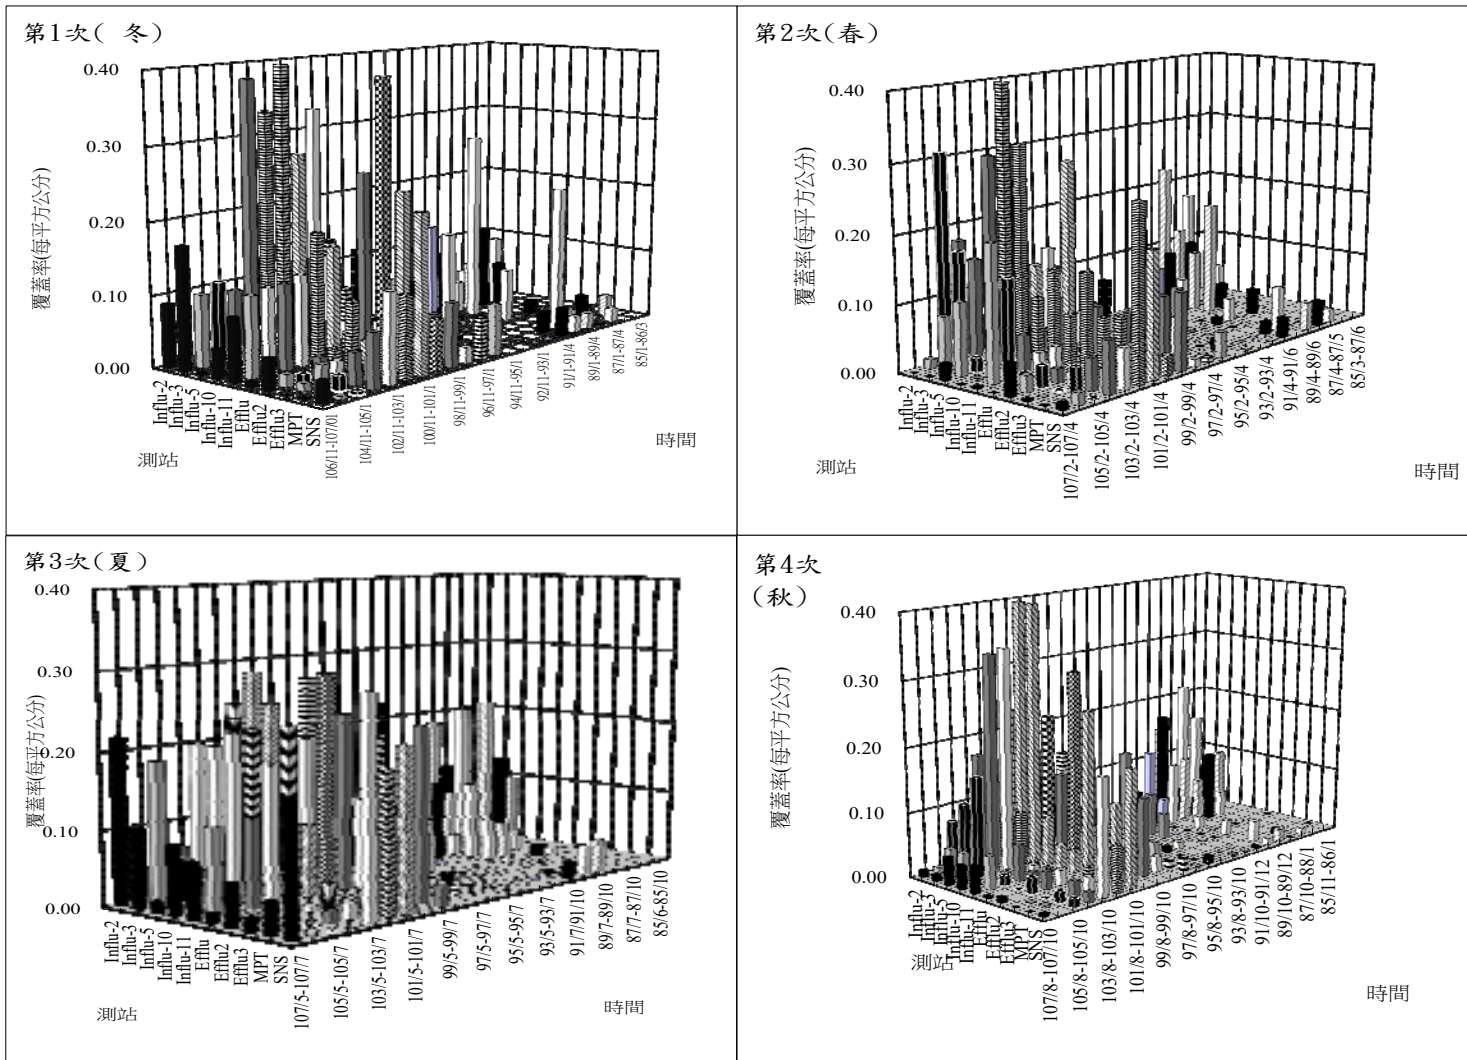 第1次( 冬)
0.40
0.30
0.20
0.10
0.00
覆蓋率(每平方公分)
Influ-2
Influ-3
Influ-5
Influ-10
Influ-11
Efflu
Efflu2
Efflu3
MPT
SNS
測站
106/11-107/01
104/11-105/1
102/11-103/1
100/11-101/1
98/11-99/1
96/11-97/1
94/11-95/1
92/11-93/1
91/1-91/4
89/1-89/4
87/1-87/4
85/1-86/3
時間
第2次(春)
0.40
0.30
0.20
0.10
0.00
覆蓋率(每平方公分)
Influ-2
Influ-3
Influ-5
Influ-10
Influ-11
Efflu
Efflu2
Efflu3
MPT
SNS
測站
107/2-107/4
105/2-105/4
103/2-103/4
101/2-101/4
99/2-99/4
97/2-97/4
95/2-95/4
93/2-93/4
91/4-91/6
89/4-89/6
87/4-87/5
85/3-87/6
時間
第3次(夏)
0.40
0.30
0.20
0.10
0.00
覆蓋率(每平方公分)
Influ-2
Influ-3
Influ-5
Influ-10
Influ-11
Efflu
Efflu2
Efflu3
MPT
SNS
測站
107/5-107/7
105/5-105/7
103/5-103/7
101/5-101/7
99/5-99/7
97/5-97/7
95/5-95/7
93/5-93/7
91/7/91/10
89/7-89/10
87/7-87/10
85/6-85/10
時間
第4次
(秋)
0.40
0.30
0.20
0.10
0.00
覆蓋率(每平方公分)
Influ-2
Influ-3
Influ-5
Influ-10
Influ-11
Efflu
Efflu2
Efflu3
MPT
SNS
測站
107/8-107/10
105/8-105/10
103/8-103/10
101/8-101/10
99/8-99/10
97/8-97/10
95/8-95/10
93/8-93/10
91/10-91/12
89/10-89/12
87/10-88/1
85/11-86/1
時間